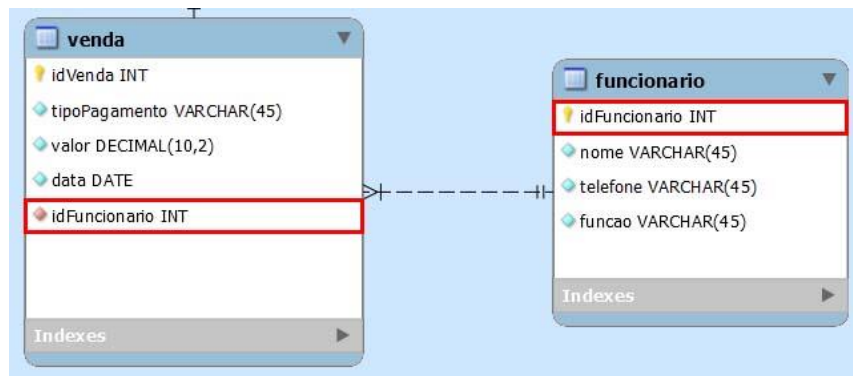 venda
idVenda INT
tipoPagamento VARCHAR(45)
valor DECIMAL(10,2)
data DATE
idFuncionario INT
Indexes
funcionario
idFuncionario INT
nome VARCHAR(45)
telefone VARCHAR(45)
funcao VARCHAR(45)
Indexes